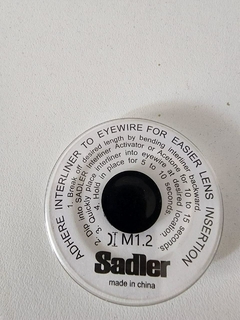 ADHERE INTERLINER TO EYEWIRE FOR EASIER LENS INSERTION
1. Break off desired length by bending interliner backward.
2. Dip into SADLER Interliner Activator or Acetone for 10 to 15 seconds.
3. Quickly place interliner into eyewire at desired location.
4. Hold in place for 5 to 10 seconds.
M1.2
Sadler
made in china